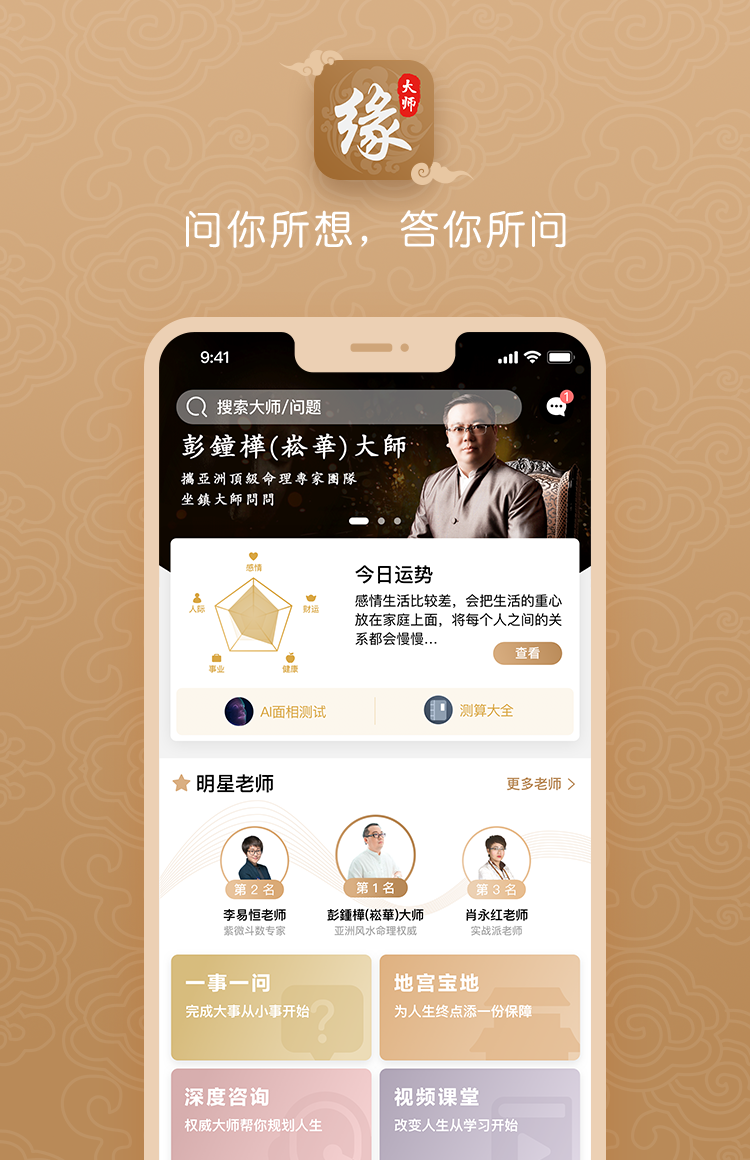 缘
大师
问你所想，答你所问
9:41
搜索大师/问题
1
彭鐘樺(崧華)大師
攜亞洲頂級命理專家團隊
坐鎮大師問問
感情
人际
财运
事业
健康
今日运势
感情生活比较差，会把生活的重心
放在家庭上面，将每个人之间的关
系都会慢慢...
查看
AI面相测试
测算大全
明星老师
更多老师
第 2 名
第 1 名
第 3 名
李易恒老师
彭鍾樺(崧華)大师
肖永红老师
紫微斗数专家
亚洲风水命理权威
实战派老师
一事一问
完成大事从小事开始
?
地宫宝地
为人生终点添一份保障
深度咨询
权威大师帮你规划人生
视频课堂
改变人生从学习开始